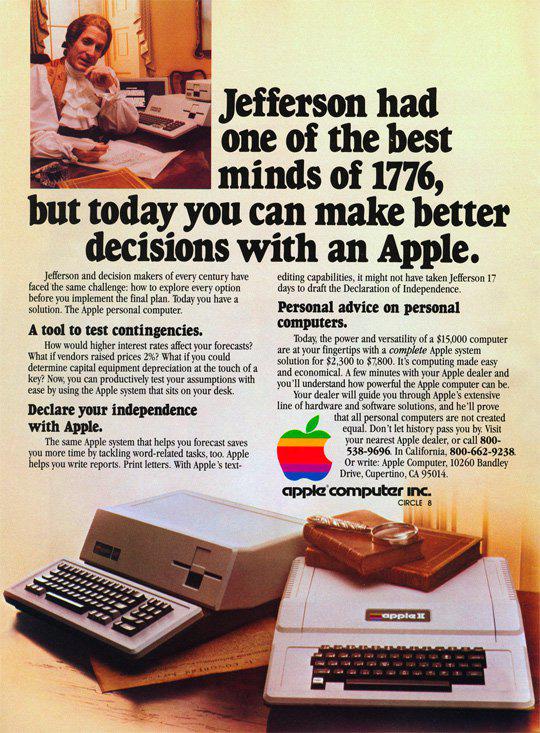 Jefferson had
one of the best
minds of 1776,
but today you can make better
decisions with an Apple.
Jefferson and decision makers of every century have
faced the same challenge: how to explore every option
before you implement the final plan. Today you have a
solution. The Apple personal computer.
A tool to test contingencies.
How would higher interest rates affect your forecasts?
What if vendors raised prices 2%? What if you could
determine capital equipment depreciation at the touch of a
key? Now, you can productively test your assumptions with
ease by using the Apple system that sits on your desk.
Declare your independence
with Apple.
The same Apple system that helps you forecast saves
you more time by tackling word-related tasks, too. Apple
helps you write reports. Print letters. With Apple's text-
editing capabilities, it might not have taken Jefferson 17
days to draft the Declaration of Independence.
Personal advice on personal
computers.
Today, the power and versatility of a $15,000 computer
are at your fingertips with a complete Apple system
solution for $2,300 to $7,800. It's computing made easy
and economical. A few minutes with your Apple dealer and
you'll understand how powerful the Apple computer can be.
Your dealer will guide you through Apple's extensive
line of hardware and software solutions, and he'll prove
that all personal computers are not created
equal. Don't let history pass you by. Visit
your nearest Apple dealer, or call 800-
538-9696. In California, 800-662-9238.
Or write: Apple Computer, 10260 Bandley
Drive, Cupertino, CA 95014.
apple computer inc.
CIRCLE 8
apple II